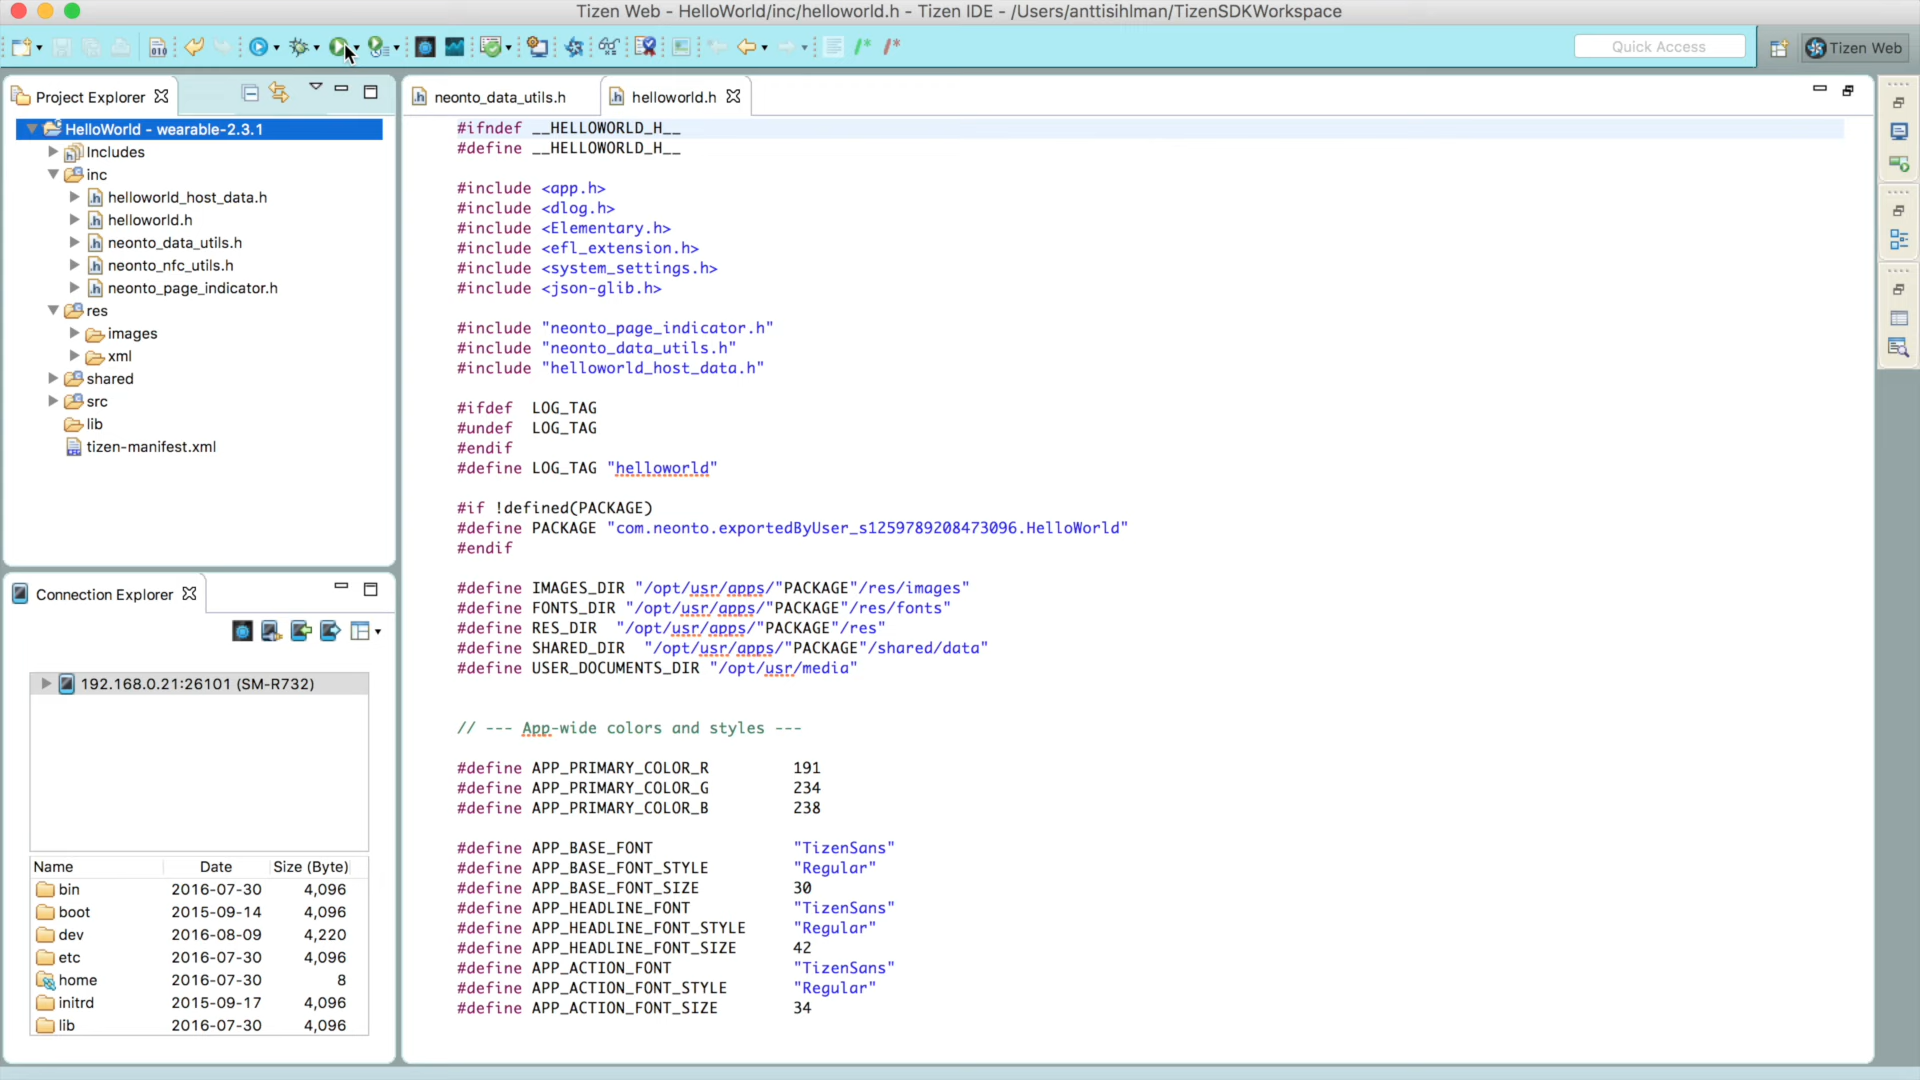 Tizen Web - HelloWorld/inc/helloworld.h - Tizen IDE - /Users/anttisihlman/TizenSDKWorkspace
Quick Access
Tizen Web
Project Explorer
HelloWorld - wearable-2.3.1
Includes
inc
helloworld_host_data.h
helloworld.h
neonto_data_utils.h
neonto_nfc_utils.h
neonto_page_indicator.h
res
images
xml
shared
src
lib
tizen-manifest.xml
Connection Explorer
192.168.0.21:26101 (SM-R732)
Name Date Size (Byte)
bin 2016-07-30 4,096
boot 2015-09-14 4,096
dev 2016-08-09 4,220
etc 2016-07-30 4,096
home 2016-07-30 8
initrd 2015-09-17 4,096
lib 2016-07-30 4,096
neonto_data_utils.h
helloworld.h
#ifndef __HELLOWORLD_H__
#define __HELLOWORLD_H__
#include <app.h>
#include <dlog.h>
#include <Elementary.h>
#include <efl_extension.h>
#include <system_settings.h>
#include <json-glib.h>
#include "neonto_page_indicator.h"
#include "neonto_data_utils.h"
#include "helloworld_host_data.h"
#ifdef LOG_TAG
#undef LOG_TAG
#endif
#define LOG_TAG "helloworld"
#if !defined(PACKAGE)
#define PACKAGE "com.neonto.exportedByUser_s1259789208473096.HelloWorld"
#endif
#define IMAGES_DIR "/opt/usr/apps/"PACKAGE"/res/images"
#define FONTS_DIR "/opt/usr/apps/"PACKAGE"/res/fonts"
#define RES_DIR "/opt/usr/apps/"PACKAGE"/res"
#define SHARED_DIR "/opt/usr/apps/"PACKAGE"/shared/data"
#define USER_DOCUMENTS_DIR "/opt/usr/media"
// --- App-wide colors and styles ---
#define APP_PRIMARY_COLOR_R 191
#define APP_PRIMARY_COLOR_G 234
#define APP_PRIMARY_COLOR_B 238
#define APP_BASE_FONT "TizenSans"
#define APP_BASE_FONT_STYLE "Regular"
#define APP_BASE_FONT_SIZE 30
#define APP_HEADLINE_FONT "TizenSans"
#define APP_HEADLINE_FONT_STYLE "Regular"
#define APP_HEADLINE_FONT_SIZE 42
#define APP_ACTION_FONT "TizenSans"
#define APP_ACTION_FONT_STYLE "Regular"
#define APP_ACTION_FONT_SIZE 34